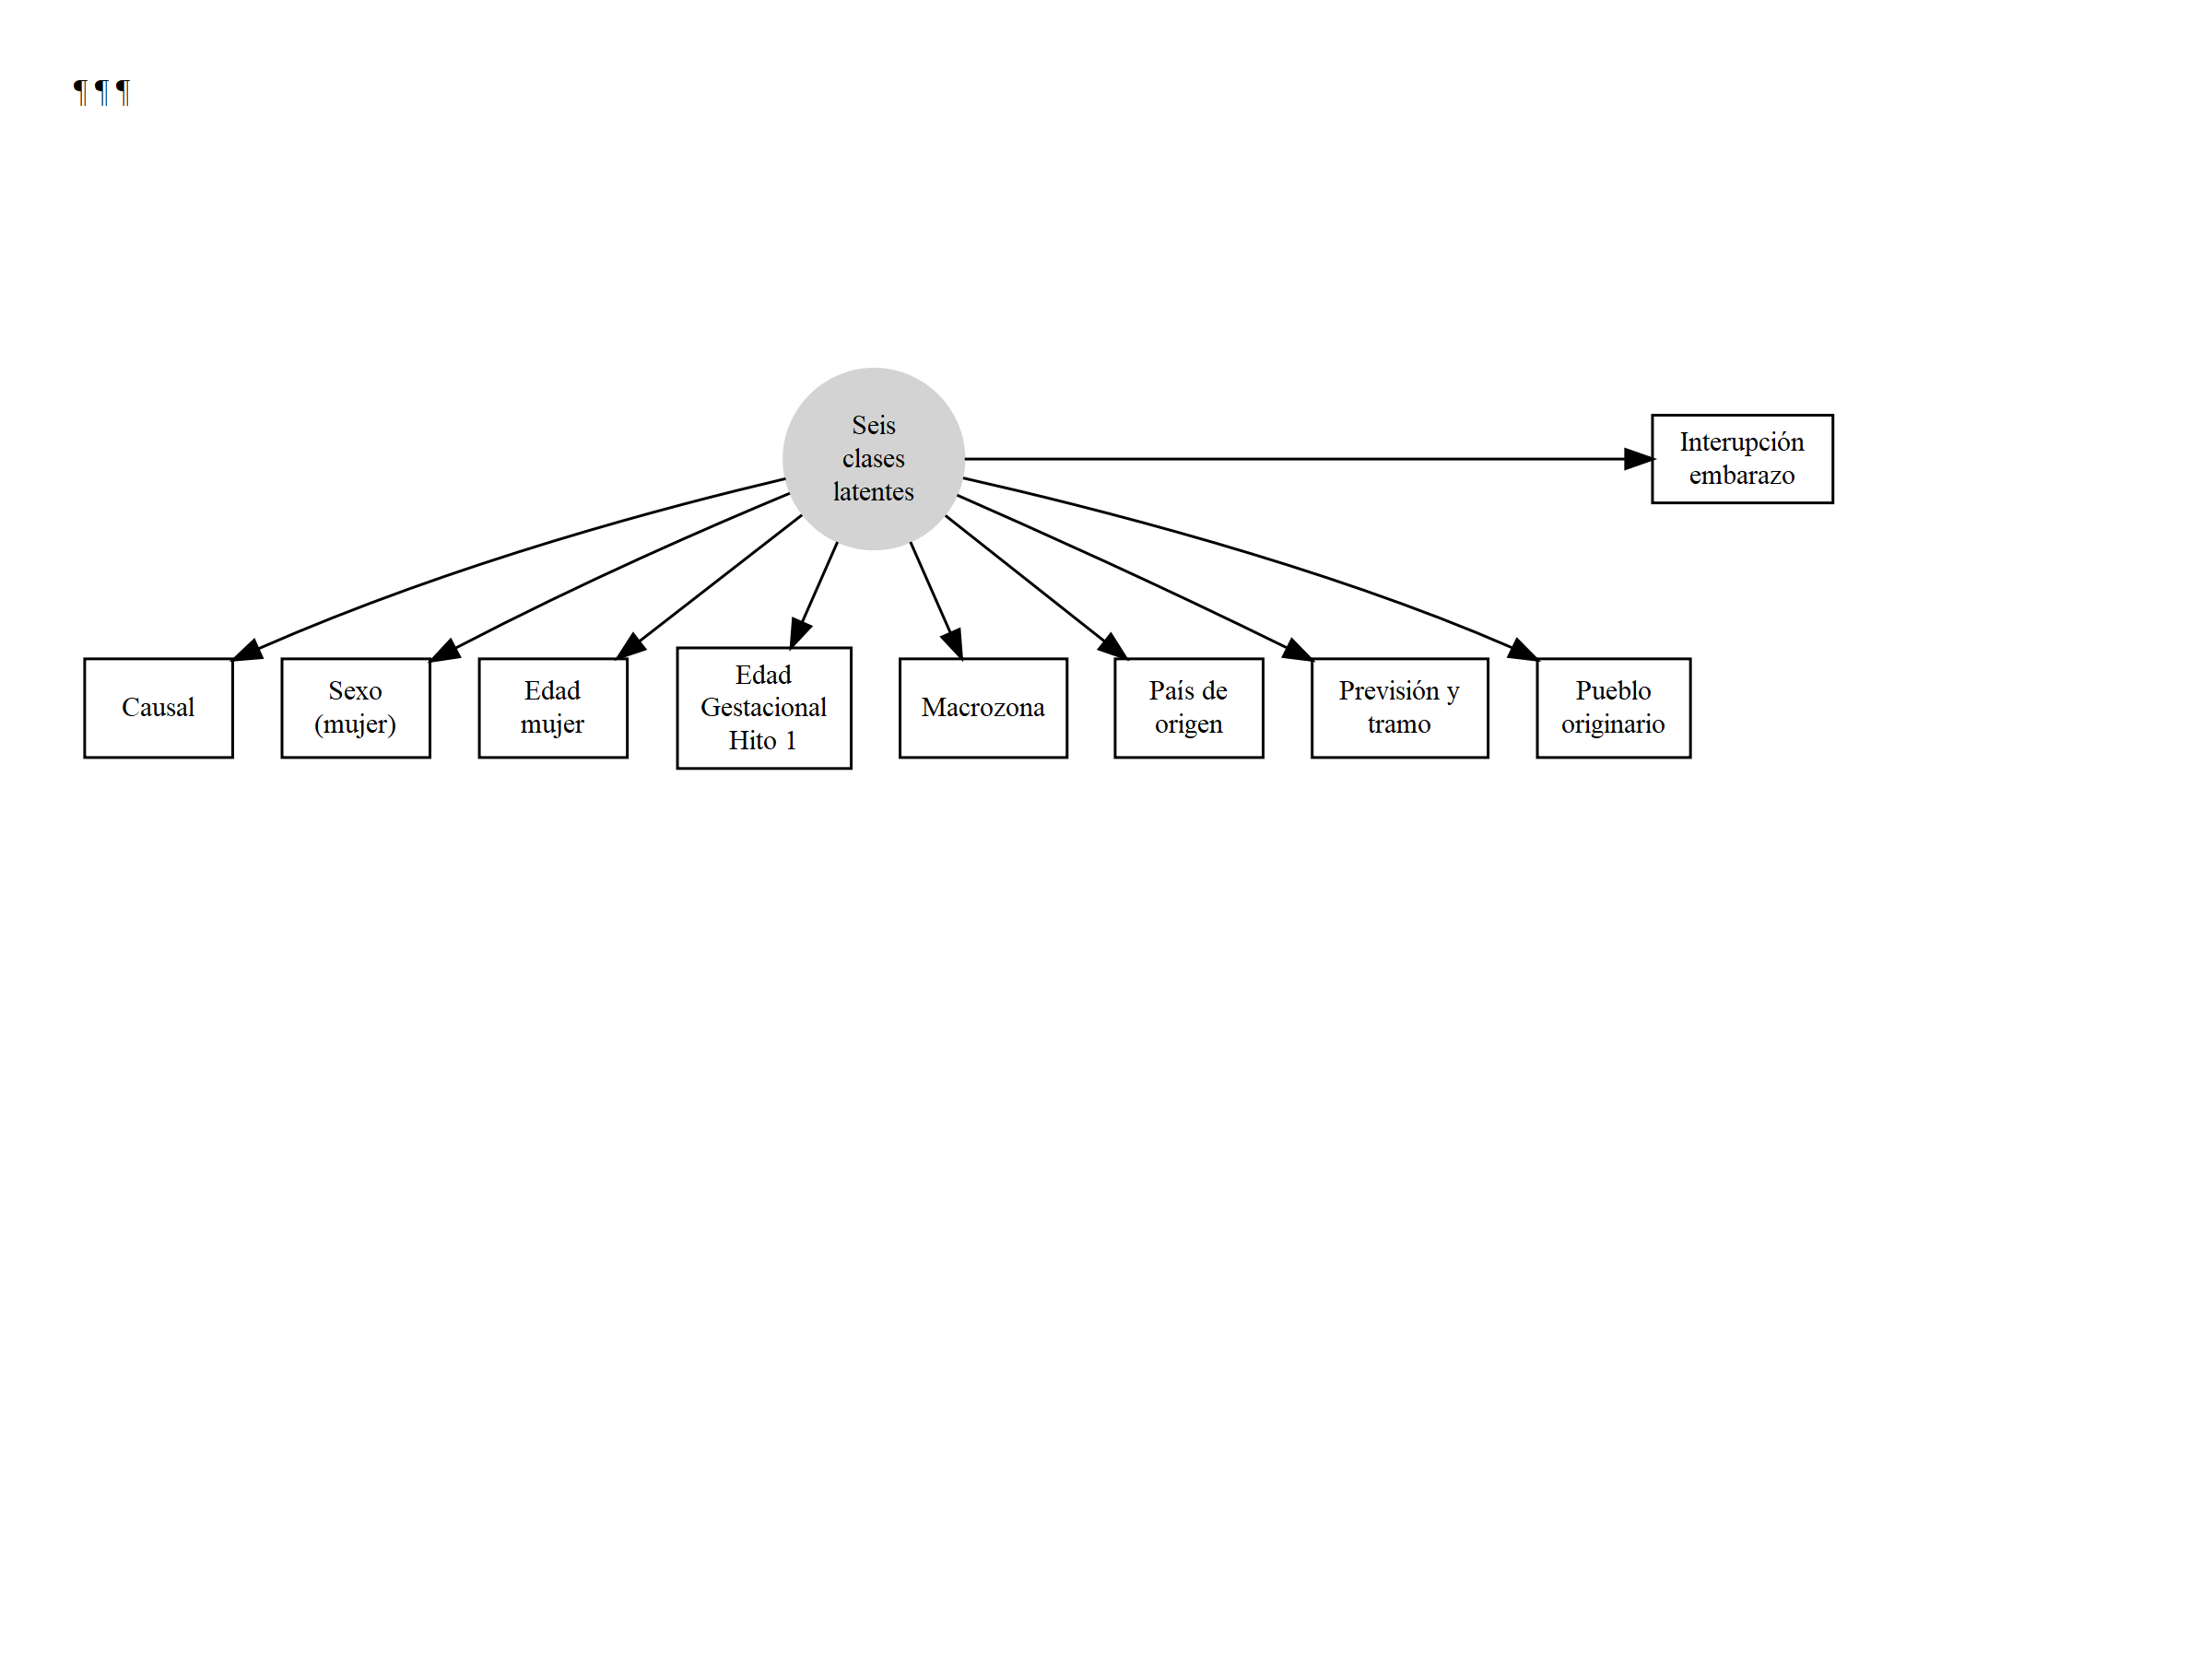 ¶ ¶ ¶
Seis
clases
latentes
Interupción
embarazo
Causal
Sexo
(mujer)
Edad
mujer
Edad
Gestacional
Hito 1
Macrozona
País de
origen
Previsión y
tramo
Pueblo
originario